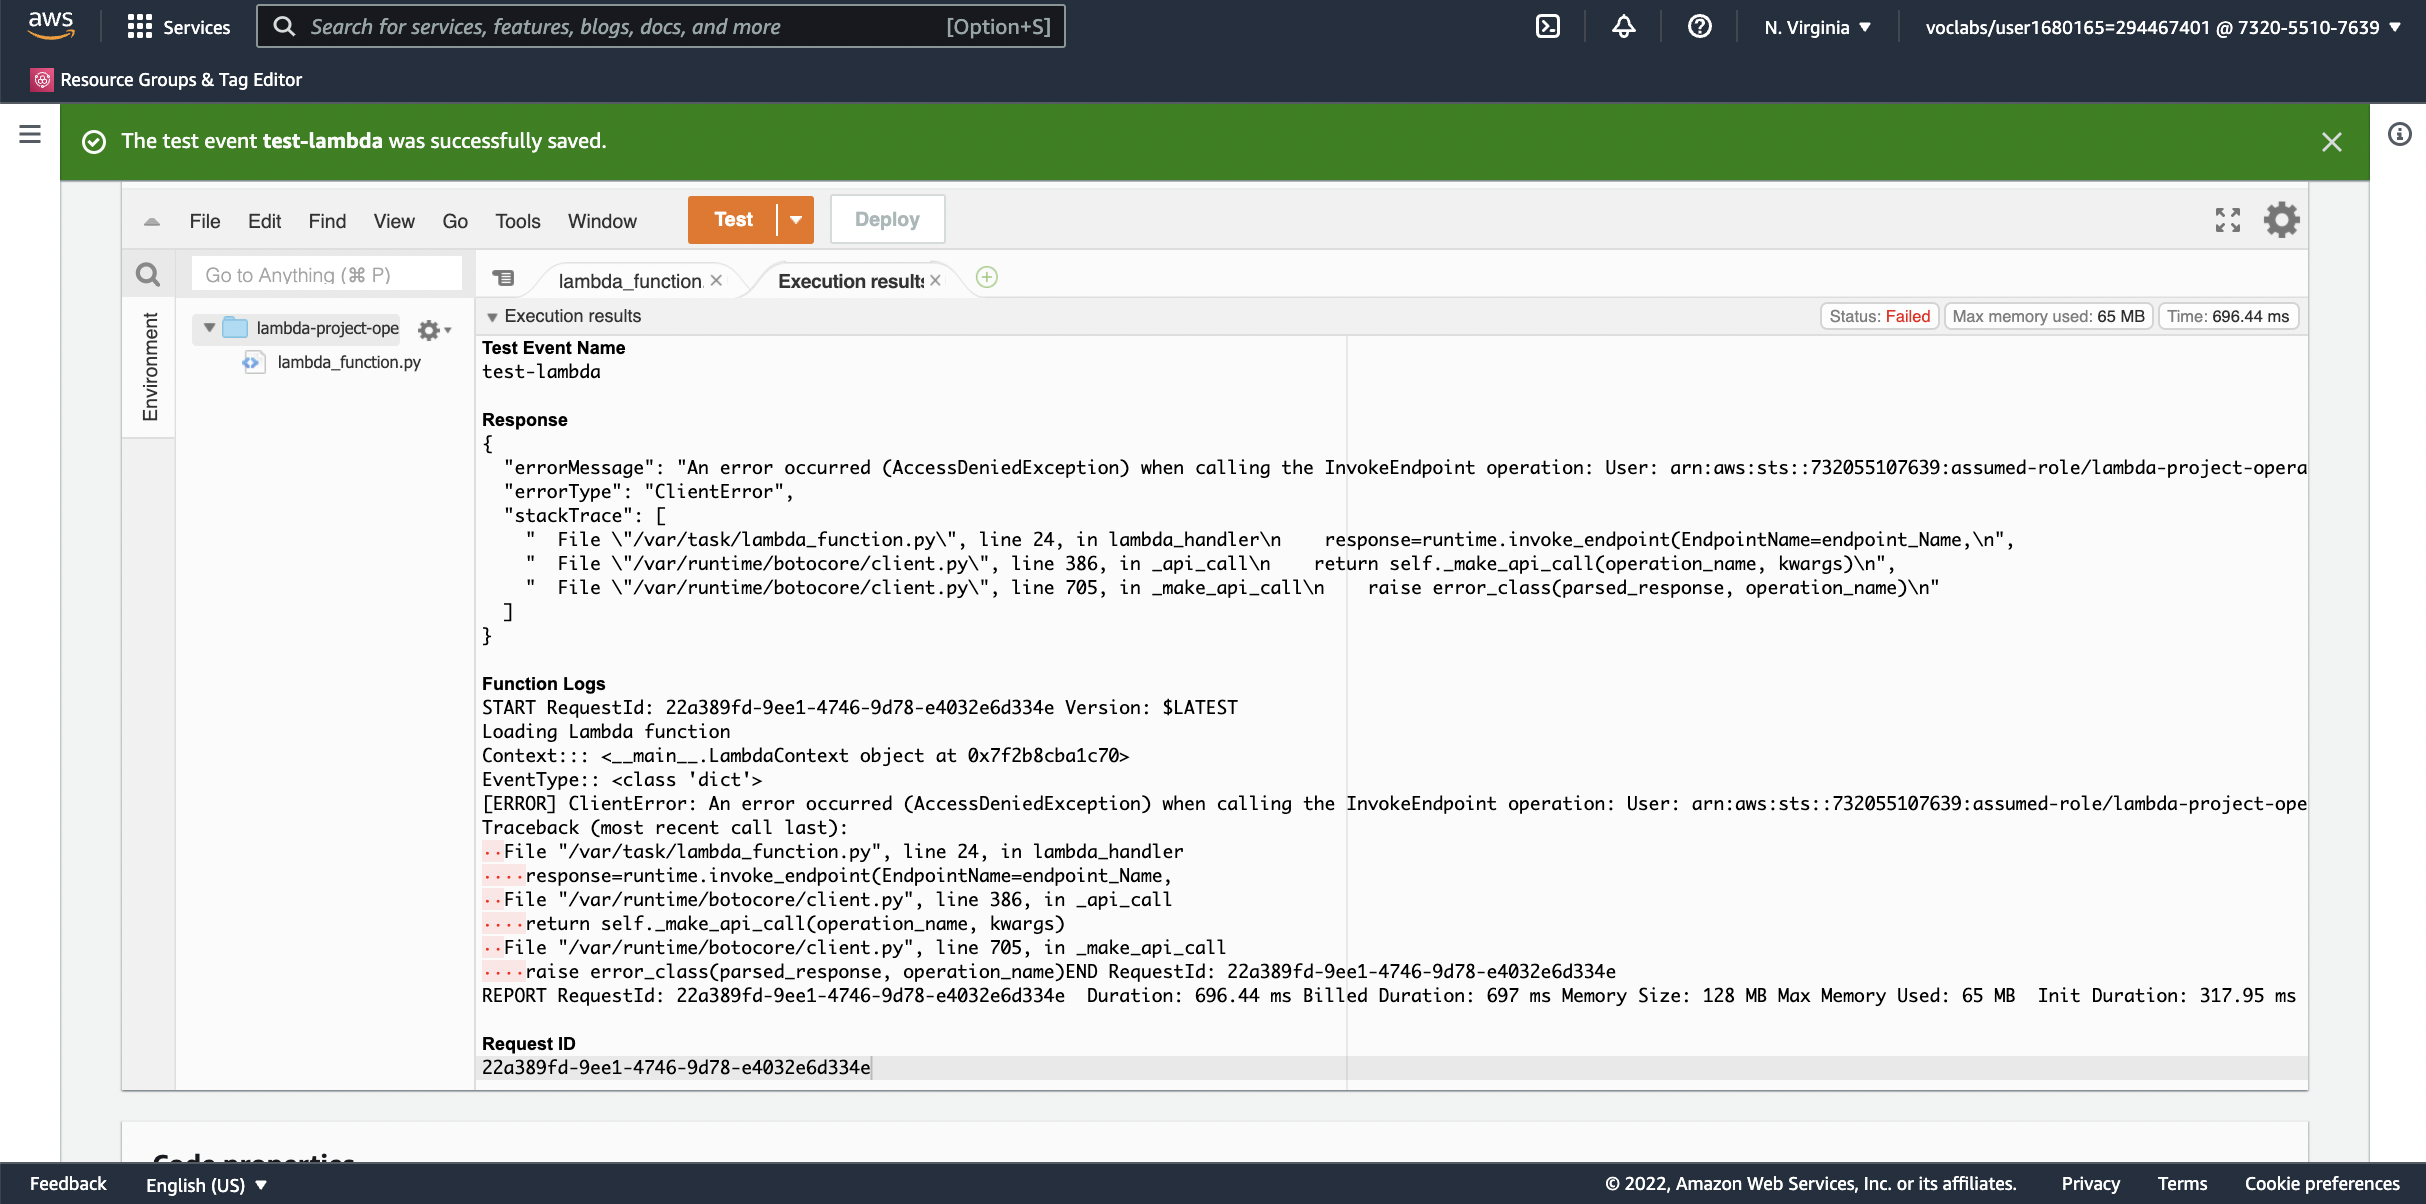 aws
Services
Search for services, features, blogs, docs, and more
[Option+S]
N. Virginia ▼
voclabs/user1680165=294467401 @ 7320-5510-7639 ▼
Resource Groups & Tag Editor
The test event test-lambda was successfully saved.
File Edit Find View Go Tools Window
Test
Deploy
Go to Anything (⌘ P)
lambda_function.
Execution results
Environment
lambda-project-ope
lambda_function.py
Execution results
Status: Failed
Max memory used: 65 MB
Time: 696.44 ms
Test Event Name
test-lambda
Response
{
"errorMessage": "An error occurred (AccessDeniedException) when calling the InvokeEndpoint operation: User: arn:aws:sts::732055107639:assumed-role/lambda-project-opera
"errorType": "ClientError",
"stackTrace": [
"  File \"/var/task/lambda_function.py\", line 24, in lambda_handler\n    response=runtime.invoke_endpoint(EndpointName=endpoint_Name,\n",
"  File \"/var/runtime/botocore/client.py\", line 386, in _api_call\n    return self._make_api_call(operation_name, kwargs)\n",
"  File \"/var/runtime/botocore/client.py\", line 705, in _make_api_call\n    raise error_class(parsed_response, operation_name)\n"
]
}
Function Logs
START RequestId: 22a389fd-9ee1-4746-9d78-e4032e6d334e Version: $LATEST
Loading Lambda function
Context::: <__main__.LambdaContext object at 0x7f2b8cba1c70>
EventType:: <class 'dict'>
[ERROR] ClientError: An error occurred (AccessDeniedException) when calling the InvokeEndpoint operation: User: arn:aws:sts::732055107639:assumed-role/lambda-project-ope
Traceback (most recent call last):
··File "/var/task/lambda_function.py", line 24, in lambda_handler
····response=runtime.invoke_endpoint(EndpointName=endpoint_Name,
··File "/var/runtime/botocore/client.py", line 386, in _api_call
····return self._make_api_call(operation_name, kwargs)
··File "/var/runtime/botocore/client.py", line 705, in _make_api_call
····raise error_class(parsed_response, operation_name)END RequestId: 22a389fd-9ee1-4746-9d78-e4032e6d334e
REPORT RequestId: 22a389fd-9ee1-4746-9d78-e4032e6d334e  Duration: 696.44 ms Billed Duration: 697 ms Memory Size: 128 MB Max Memory Used: 65 MB  Init Duration: 317.95 ms
Request ID
22a389fd-9ee1-4746-9d78-e4032e6d334e
Code properties
Feedback
English (US) ▼
© 2022, Amazon Web Services, Inc. or its affiliates.
Privacy
Terms
Cookie preferences